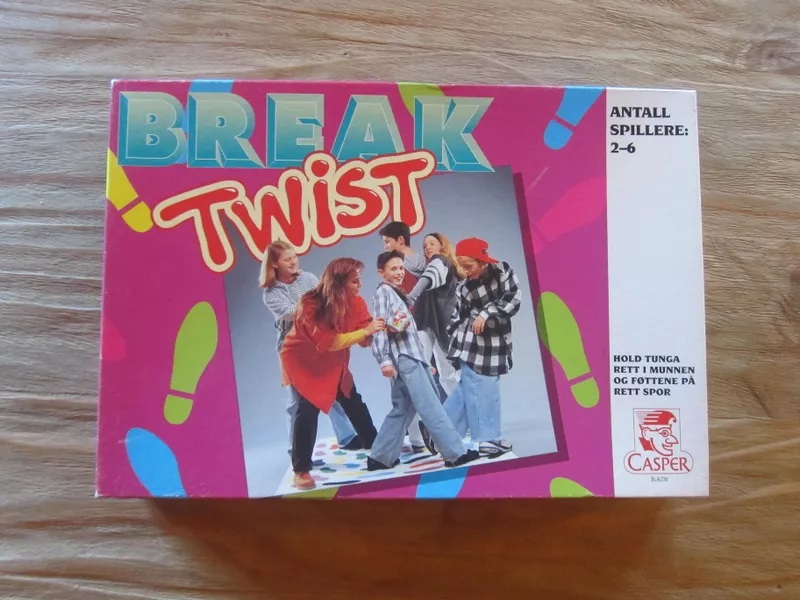 BREAK
TWiST
ANTALL
SPILLERE:
2–6
HOLD TUNGA
RETT I MUNNEN
OG FØTTENE PÅ
RETT SPOR
CASPER